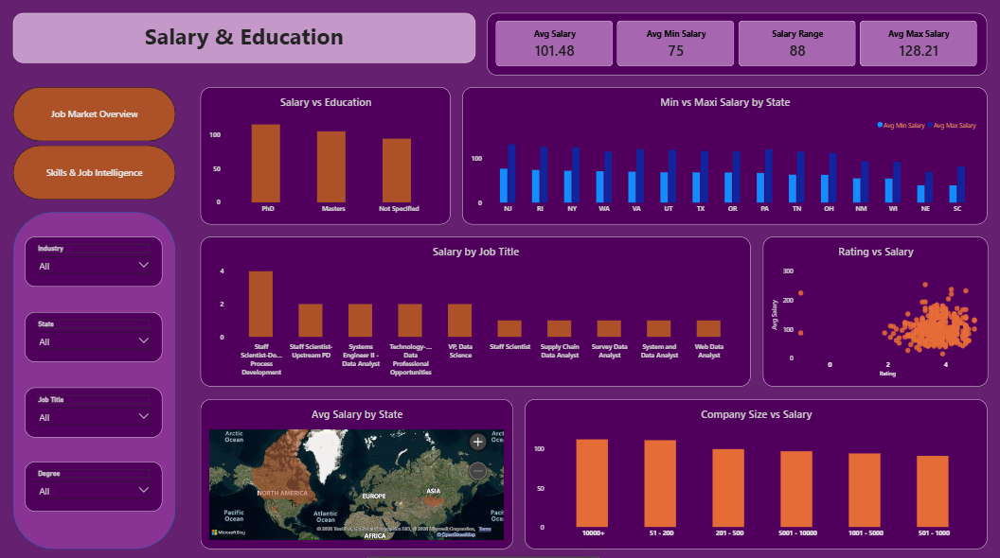 Salary & Education
Avg Salary
101.48
Avg Min Salary
75
Salary Range
88
Avg Max Salary
128.21
Job Market Overview
Skills & Job Intelligence
Industry
All
State
All
Job Title
All
Degree
All
Salary vs Education
100
50
0
PhD
Masters
Not Specified
Min vs Maxi Salary by State
Avg Min Salary
Avg Max Salary
100
0
NJ
RI
NY
WA
VA
UT
TX
OR
PA
TN
OH
NM
WI
NE
SC
Salary by Job Title
4
2
0
Staff
Scientist-Do...
Process
Development
Staff Scientist-
Upstream PD
Systems
Engineer II -
Data Analyst
Technology-...
Data
Professional
Opportunities
VP, Data
Science
Staff Scientist
Supply Chain
Data Analyst
Survey Data
Analyst
System and
Data Analyst
Web Data
Analyst
Rating vs Salary
Avg Salary
300
200
100
0
0
2
4
Rating
Avg Salary by State
Arctic
Ocean
Arct
Oce
NORTH AMERICA
EUROPE
ASIA
Pacific
Ocean
Atlantic
Ocean
AFRICA
Microsoft Bing
Terms
© OpenStreetMap
Company Size vs Salary
100
50
0
10000+
51 - 200
201 - 500
5001 - 10000
1001 - 5000
501 - 1000